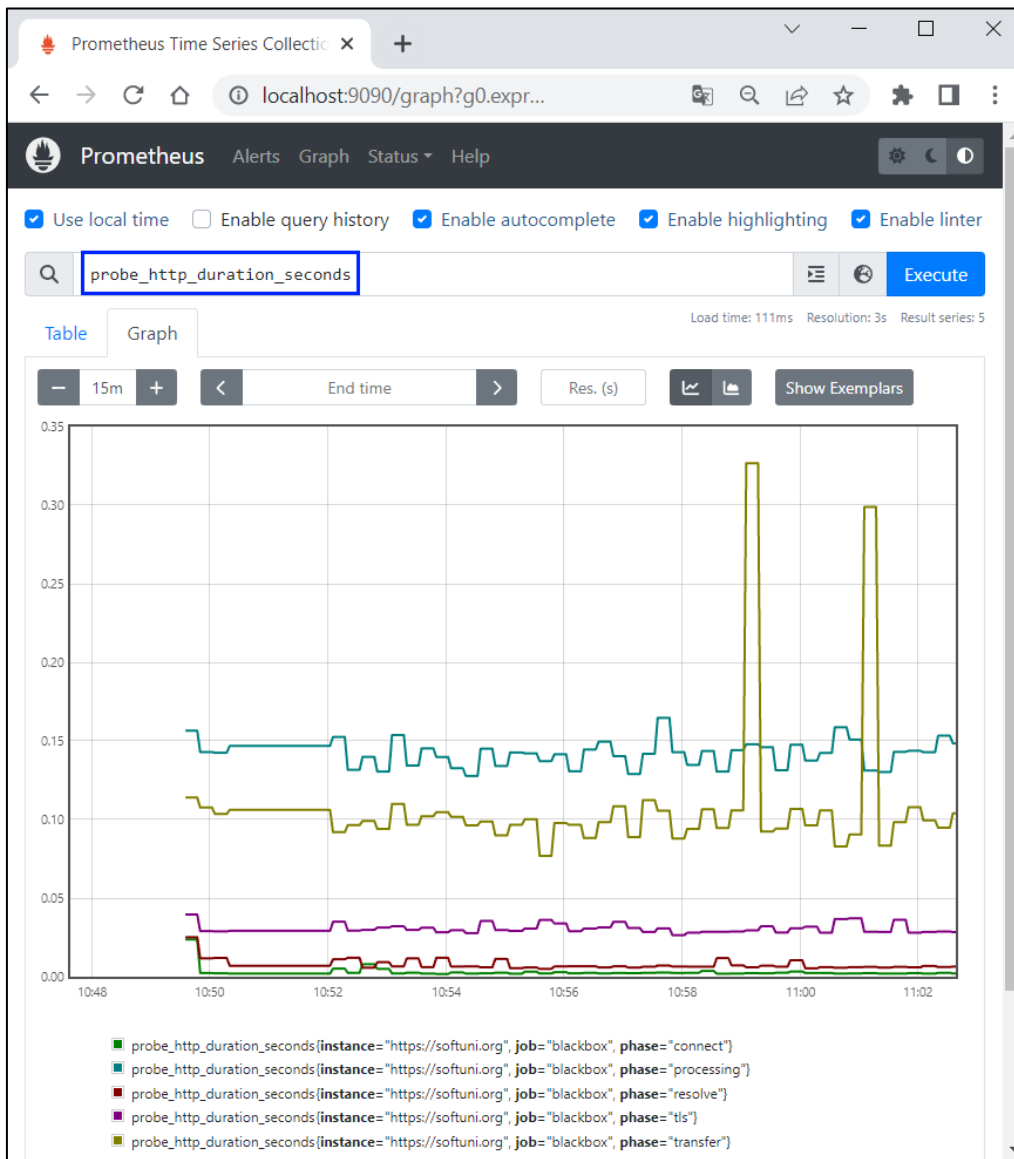 Prometheus Time Series Collectio
localhost:9090/graph?g0.expr...
Prometheus Alerts Graph Status Help
Use local time Enable query history Enable autocomplete Enable highlighting Enable linter
probe_http_duration_seconds Execute
Load time: 111ms Resolution: 3s Result series: 5
Table Graph
− 15m + End time Res. (s) Show Exemplars
0.35
0.30
0.25
0.20
0.15
0.10
0.05
0.00
10:48 10:50 10:52 10:54 10:56 10:58 11:00 11:02
probe_http_duration_seconds{instance="https://softuni.org", job="blackbox", phase="connect"}
probe_http_duration_seconds{instance="https://softuni.org", job="blackbox", phase="processing"}
probe_http_duration_seconds{instance="https://softuni.org", job="blackbox", phase="resolve"}
probe_http_duration_seconds{instance="https://softuni.org", job="blackbox", phase="tls"}
probe_http_duration_seconds{instance="https://softuni.org", job="blackbox", phase="transfer"}